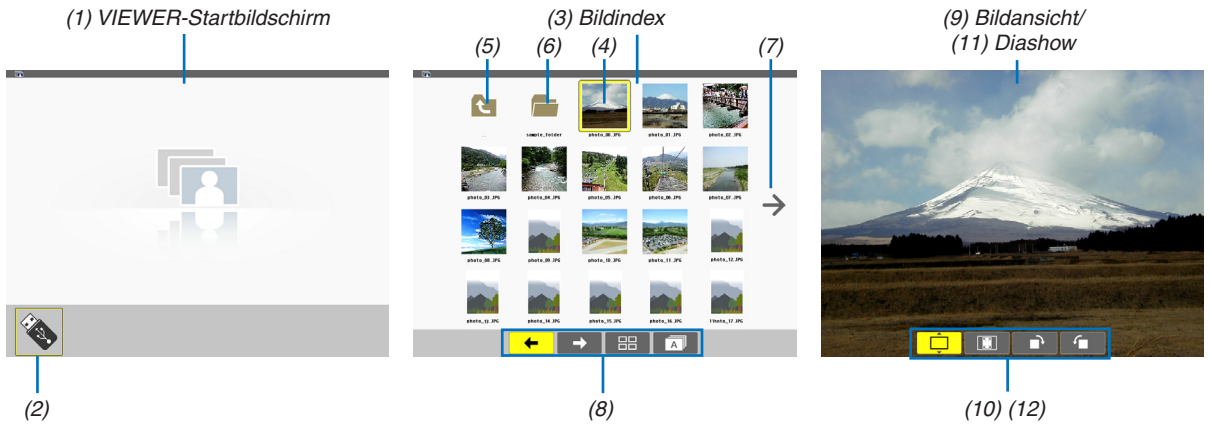 (1) VIEWER-Startbildschirm
(3) Bildindex
(9) Bildansicht/
(11) Diashow
(5)
(6)
(4)
(7)
sample_folder
photo_00.JPG
photo_01.JPG
photo_02.JPG
photo_03.JPG
photo_04.JPG
photo_05.JPG
photo_06.JPG
photo_07.JPG
photo_08.JPG
photo_09.JPG
photo_10.JPG
photo_11.JPG
photo_12.JPG
photo_13.JPG
photo_14.JPG
photo_15.JPG
photo_16.JPG
photo_17.JPG
A
(2)
(8)
(10) (12)